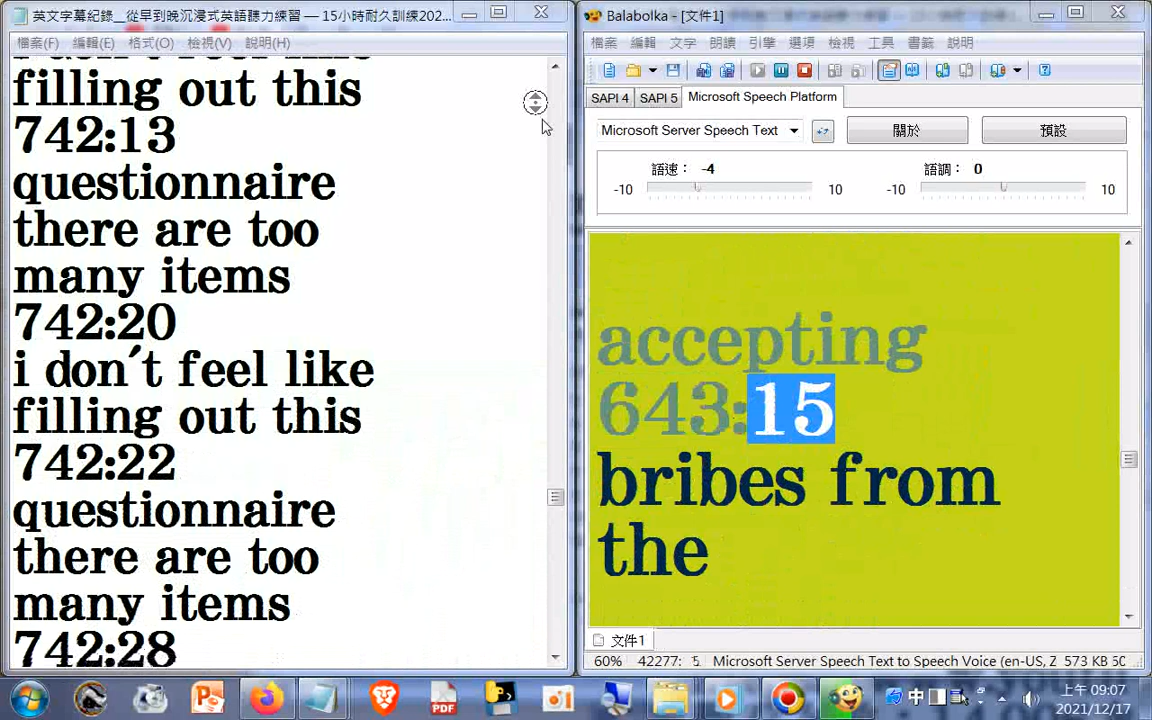 英文字幕紀錄__從早到晚沉浸式英語聽力練習 — 15小時耐久訓練202...
檔案(F) 編輯(E) 格式(O) 檢視(V) 說明(H)
filling out this
742:13
questionnaire
there are too
many items
742:20
i don't feel like
filling out this
742:22
questionnaire
there are too
many items
742:28
Balabolka - [文件1]
檔案 編輯 文字 朗讀 引擎 選項 檢視 工具 書籤 說明
SAPI 4 SAPI 5 Microsoft Speech Platform
Microsoft Server Speech Text 關於 預設
語速： -4 語調： 0
-10 10 -10 10
accepting
643:15
bribes from
the
文件1
60% 42277: Microsoft Server Speech Text to Speech Voice (en-US, Z 573 KB
中 上午 09:07
2021/12/17